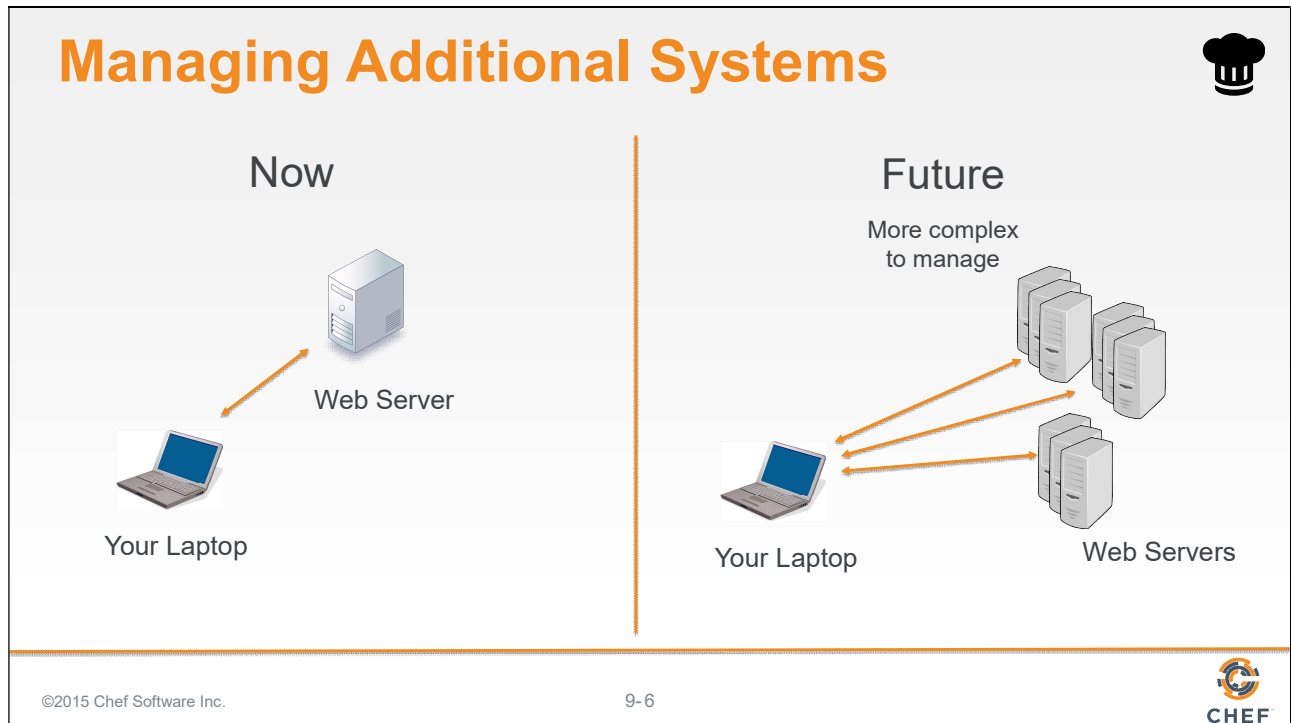 Managing Additional Systems
Now
Web Server
Your Laptop
Future
More complex
to manage
Your Laptop
Web Servers
©2015 Chef Software Inc.
9-6
CHEF